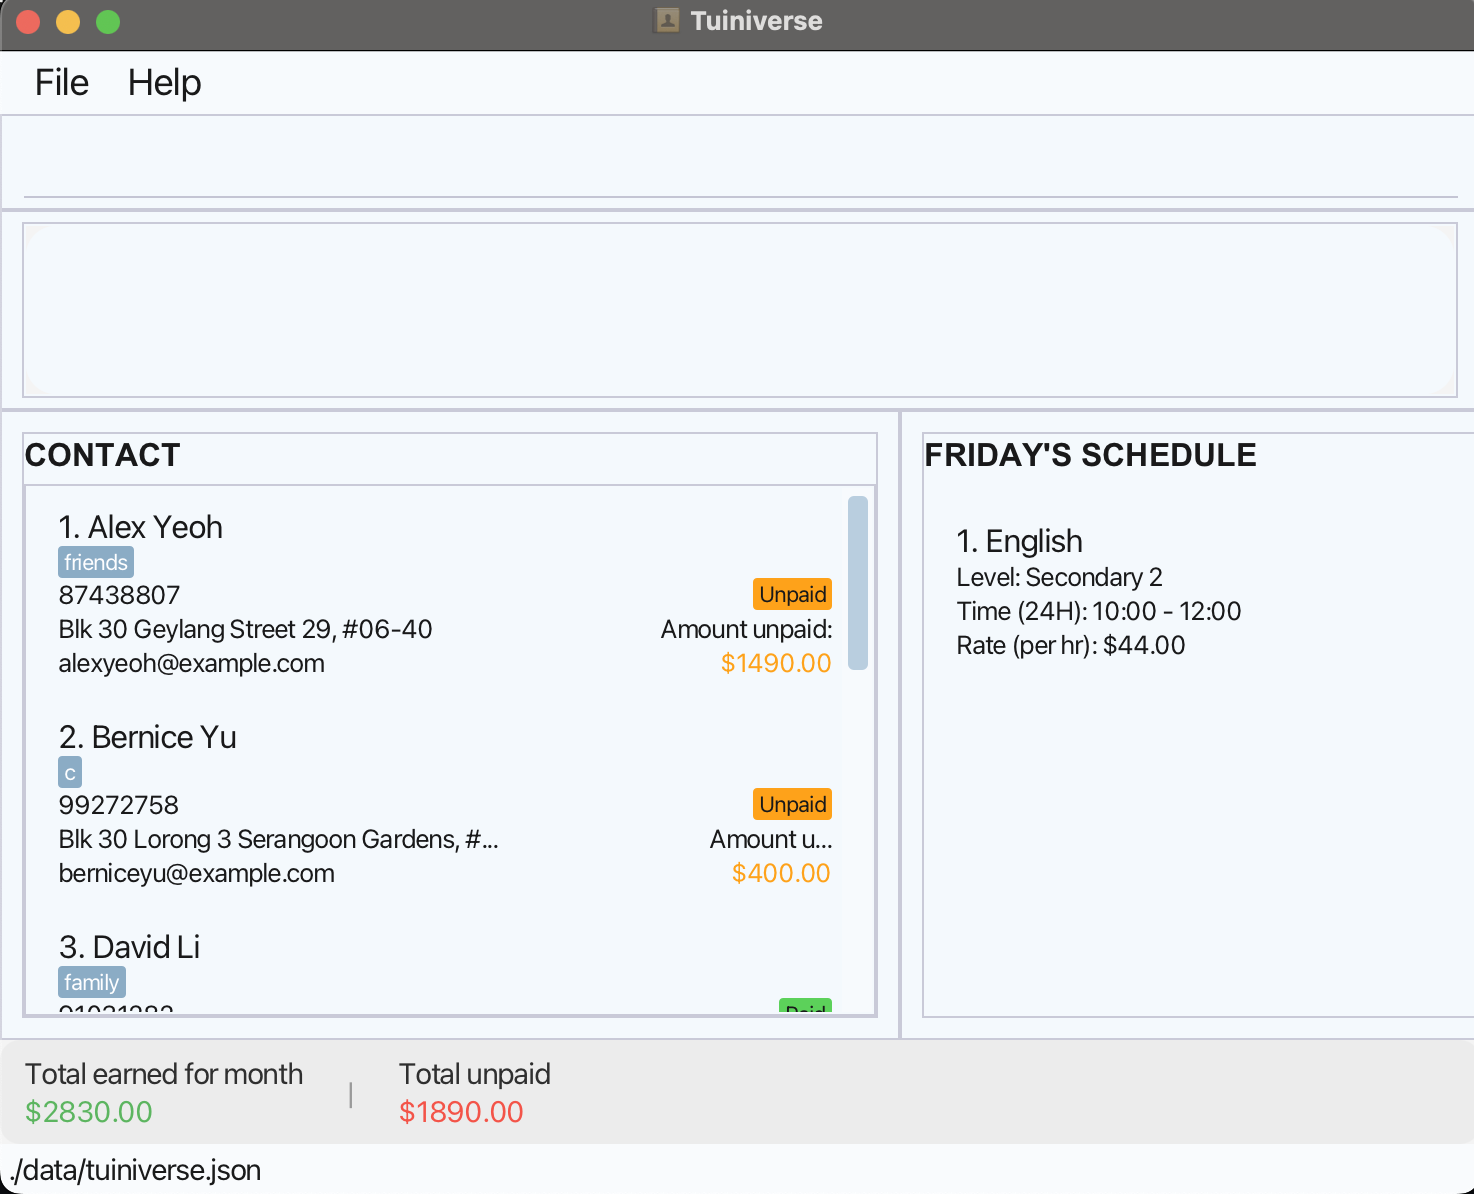 Tuiniverse
File Help
CONTACT
1. Alex Yeoh
friends
87438807 Unpaid
Blk 30 Geylang Street 29, #06-40 Amount unpaid:
alexyeoh@example.com $1490.00
2. Bernice Yu
c
99272758 Unpaid
Blk 30 Lorong 3 Serangoon Gardens, #... Amount u...
berniceyu@example.com $400.00
3. David Li
family
Paid
FRIDAY'S SCHEDULE
1. English
Level: Secondary 2
Time (24H): 10:00 - 12:00
Rate (per hr): $44.00
Total earned for month | Total unpaid
$2830.00 $1890.00
./data/tuiniverse.json